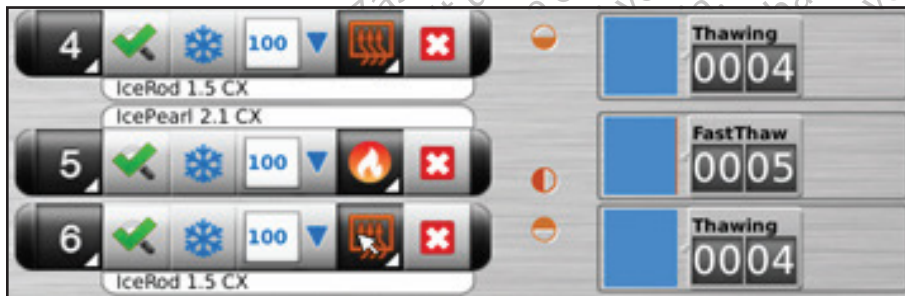 4 100 Thawing
0004
IceRod 1.5 CX
IcePearl 2.1 CX
5 100 FastThaw
0005
6 100 Thawing
0004
IceRod 1.5 CX